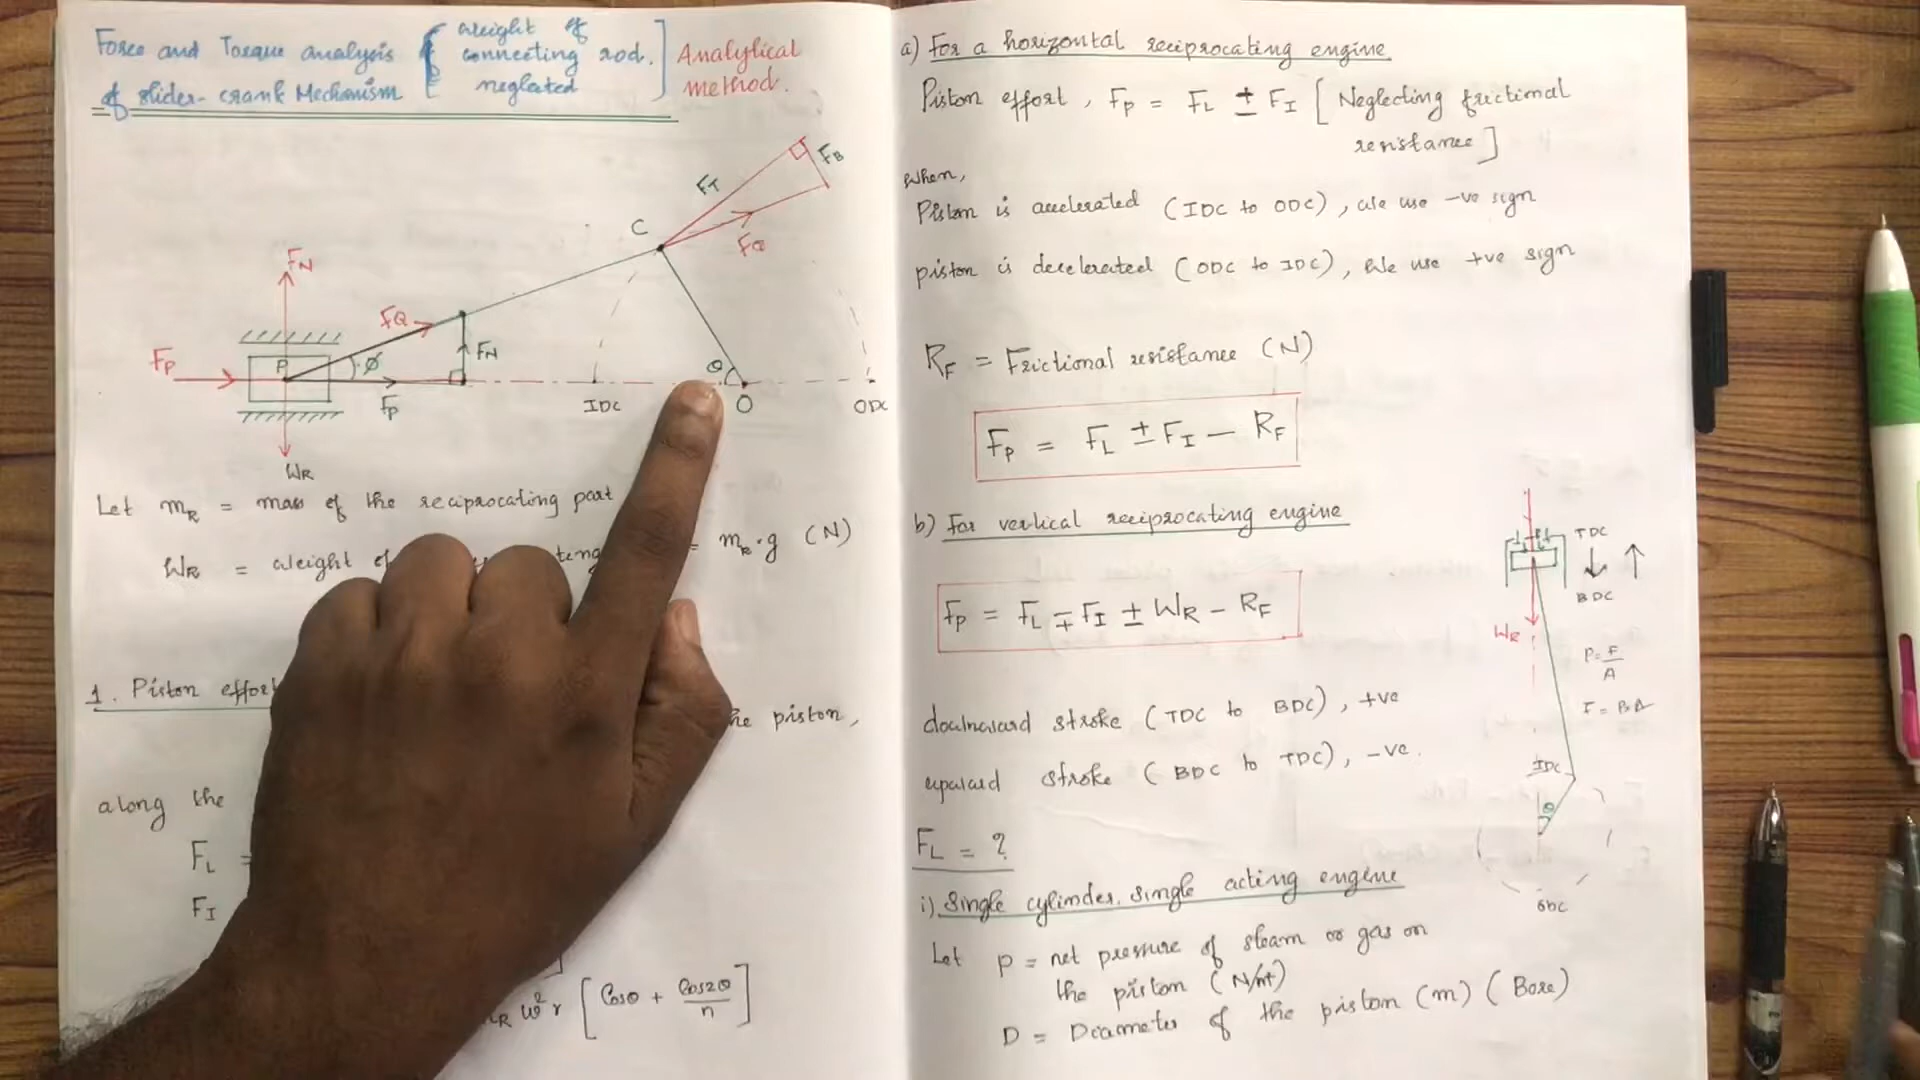 Force and Torque analysis
of slider-crank Mechanism
weight of
connecting rod.
neglected
Analytical
method.
FT
FB
C
FQ
FN
FQ
FN
P
ϕ
Fp
Fp
θ
IDC
O
ODC
WR
Let mR = mass of the reciprocating part
WR = weight of = mR.g (N)
1. Piston effort
the piston,
along the
FL =
FI
mR ω² r [Cosθ + Cos2θ/n]
a) For a horizontal reciprocating engine
Piston effort, Fp = FL ± FI [Neglecting frictional
resistance]
When,
Piston is accelerated (IDC to ODC), we use -ve sign
piston is decelerated (ODC to IDC), we use +ve sign
RF = Frictional resistance (N)
Fp = FL ± FI — RF
b) For vertical reciprocating engine
Fp = FL ∓ FI ± WR - RF
TDC
BDC
WR
P = F/A
IDC
θ
ODC
downward stroke (TDC to BDC), +ve
upward stroke (BDC to TDC), -ve.
FL = ?
i) Single cylinder, single acting engine
Let p = net pressure of steam or gas on
the piston (N/m²)
D = Diameter of the piston (m) (Bore)